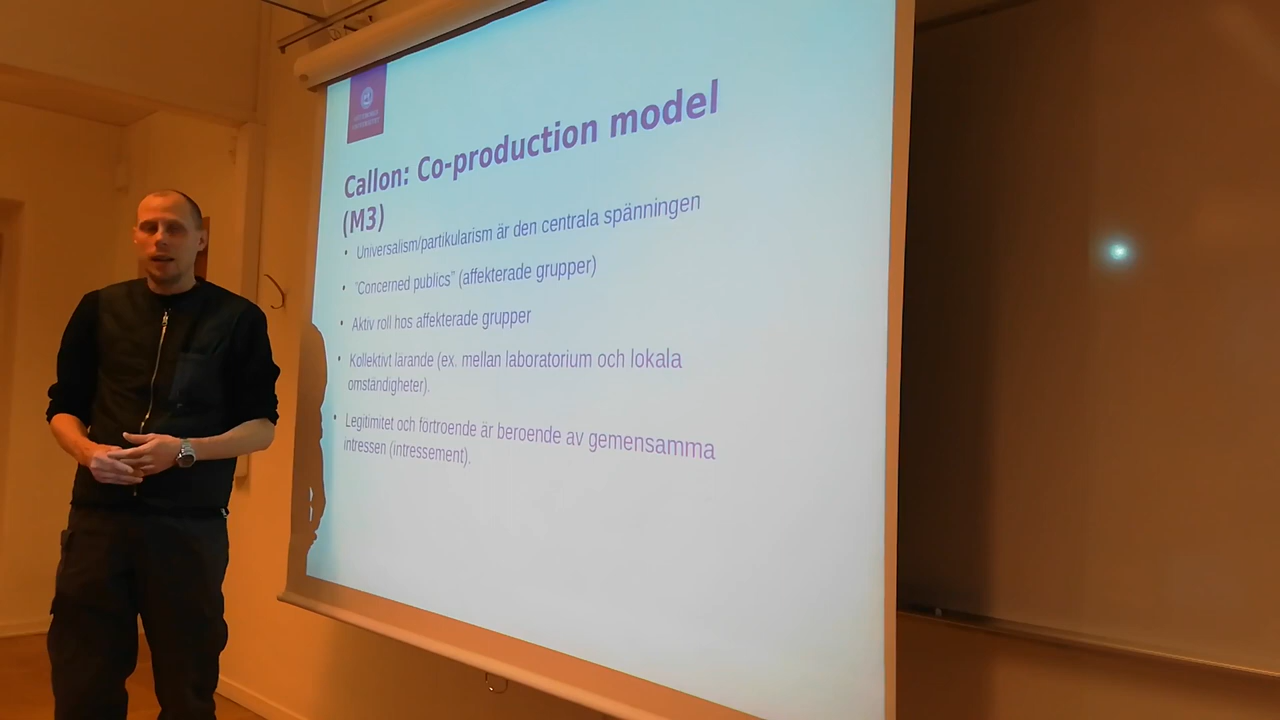 Callon: Co-production model
(M3)
• Universalism/partikularism är den centrala spänningen
• "Concerned publics" (affekterade grupper)
• Aktiv roll hos affekterade grupper
• Kollektivt lärande (ex. mellan laboratorium och lokala
omständigheter).
• Legitimitet och förtroende är beroende av gemensamma
intressen (intressement).